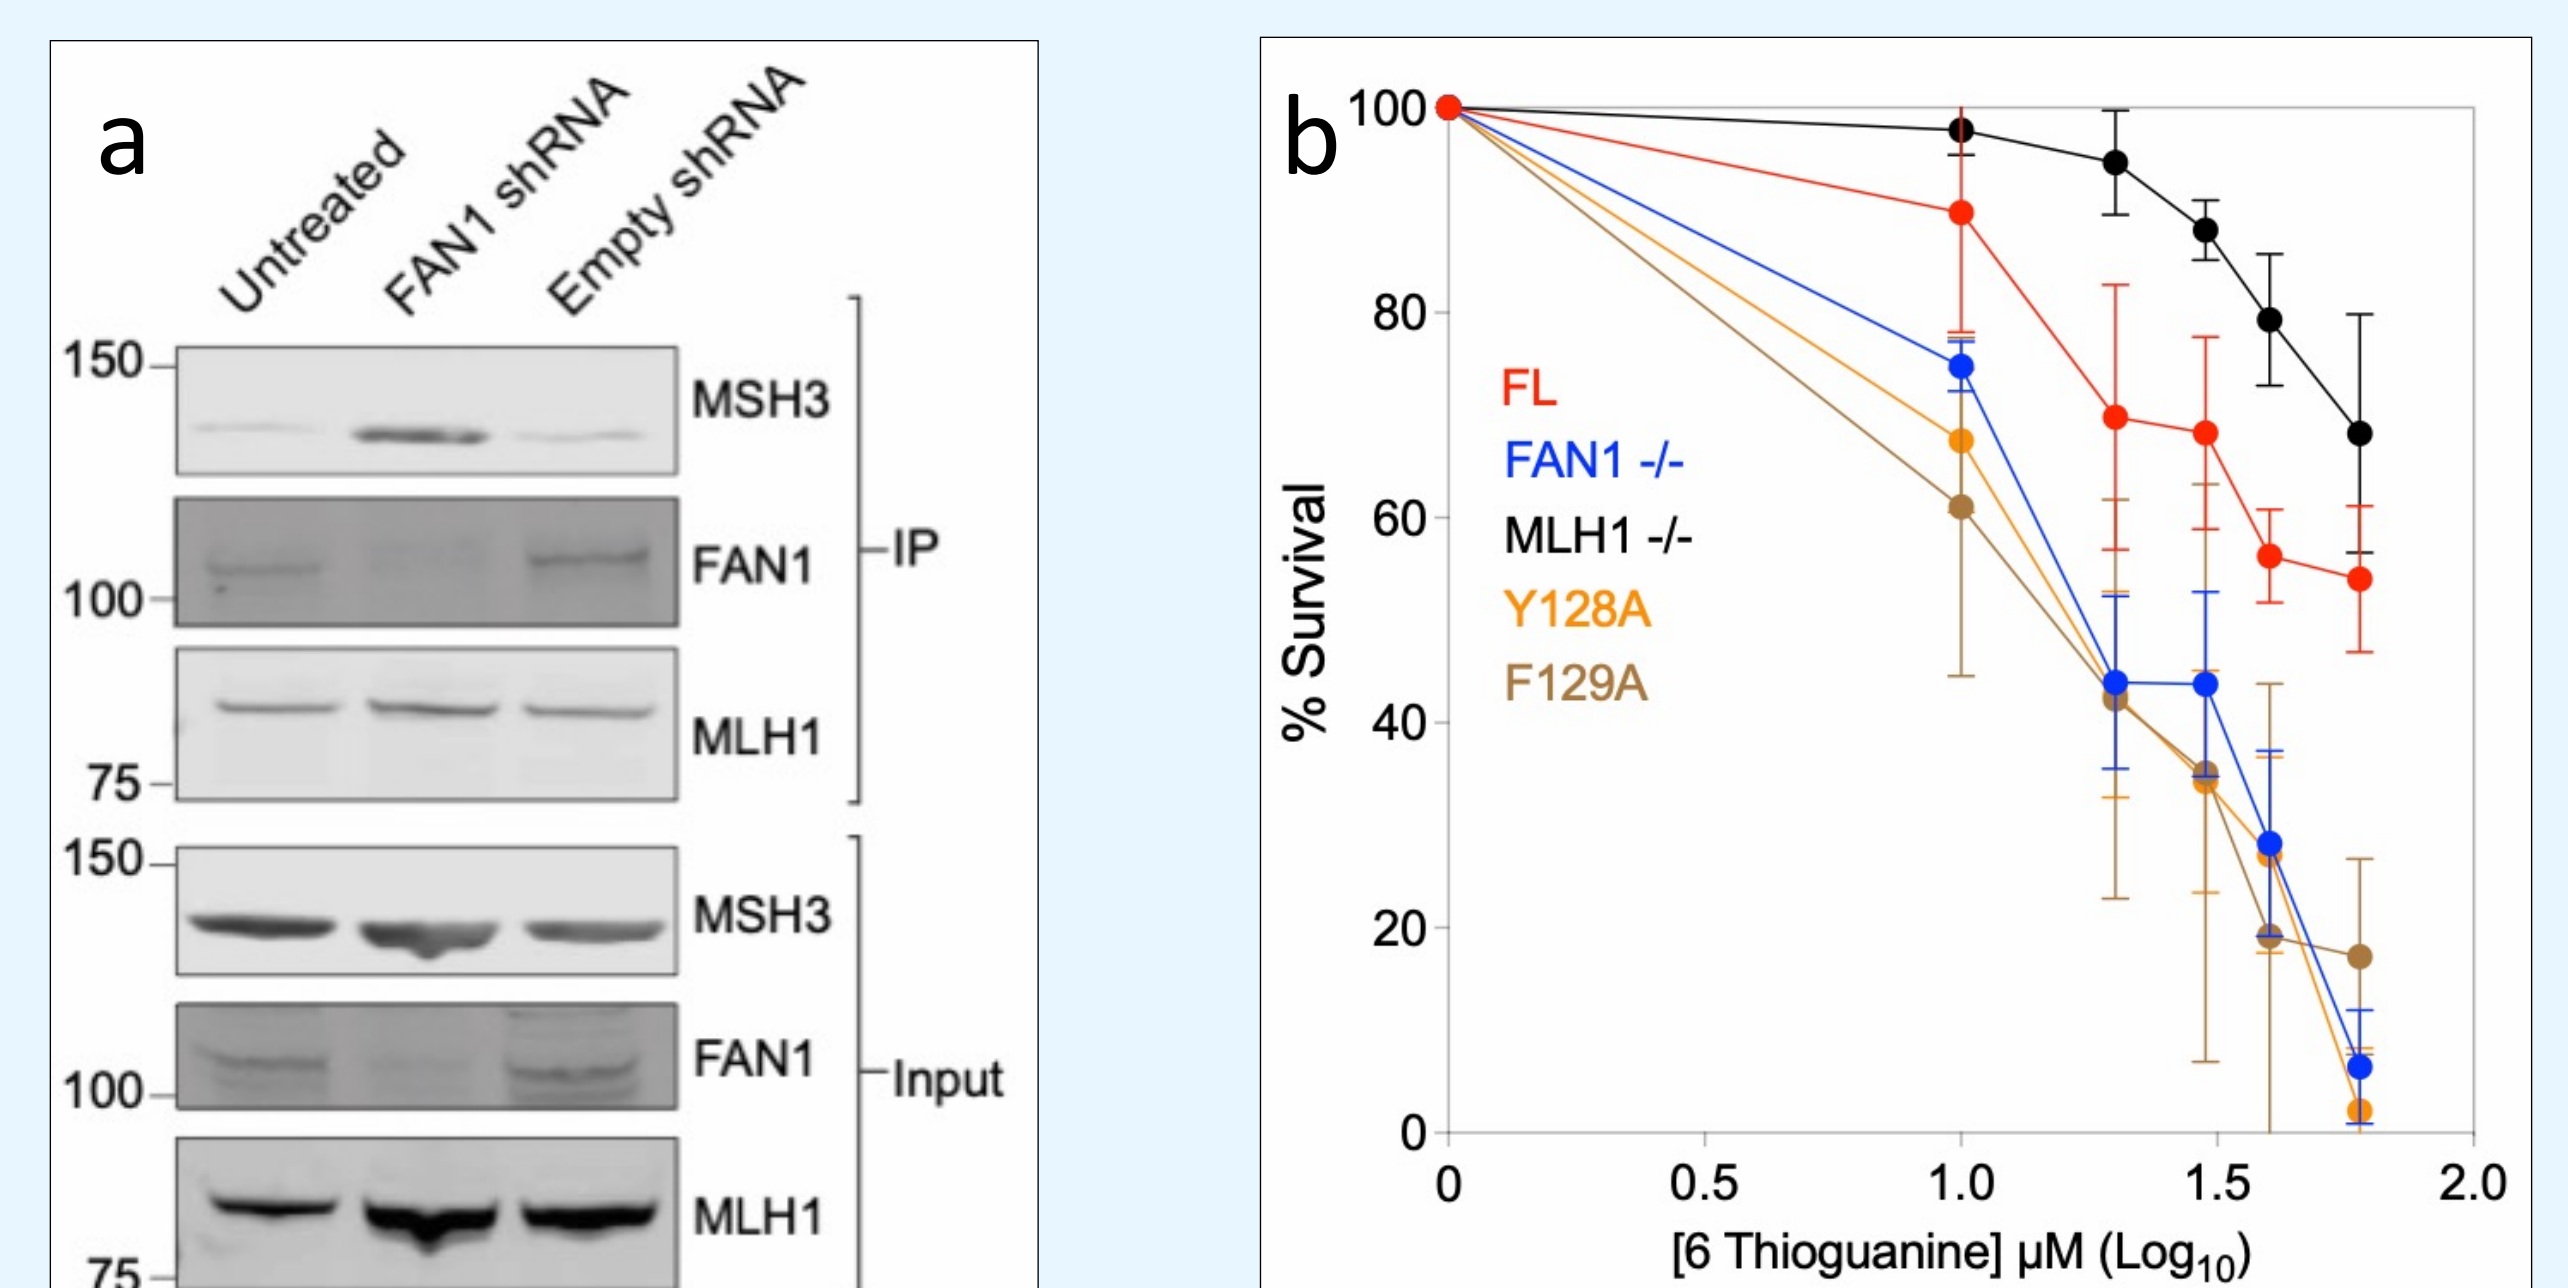 a
Untreated
FAN1 shRNA
Empty shRNA
150
MSH3
FAN1
100
IP
MLH1
75
150
MSH3
FAN1
100
Input
MLH1
75
b
100
80
60
40
20
0
% Survival
FL
FAN1 -/-
MLH1 -/-
Y128A
F129A
0 0.5 1.0 1.5 2.0
[6 Thioguanine] µM (Log10)